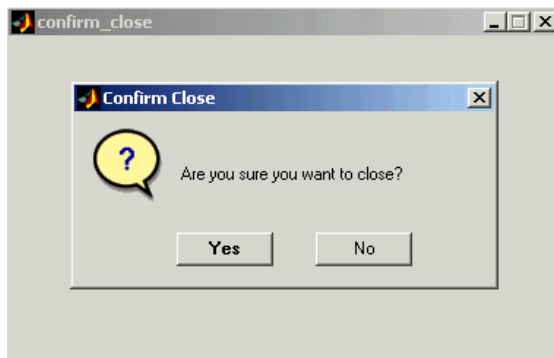 confirm_close
Confirm Close
?
Are you sure you want to close?
Yes No